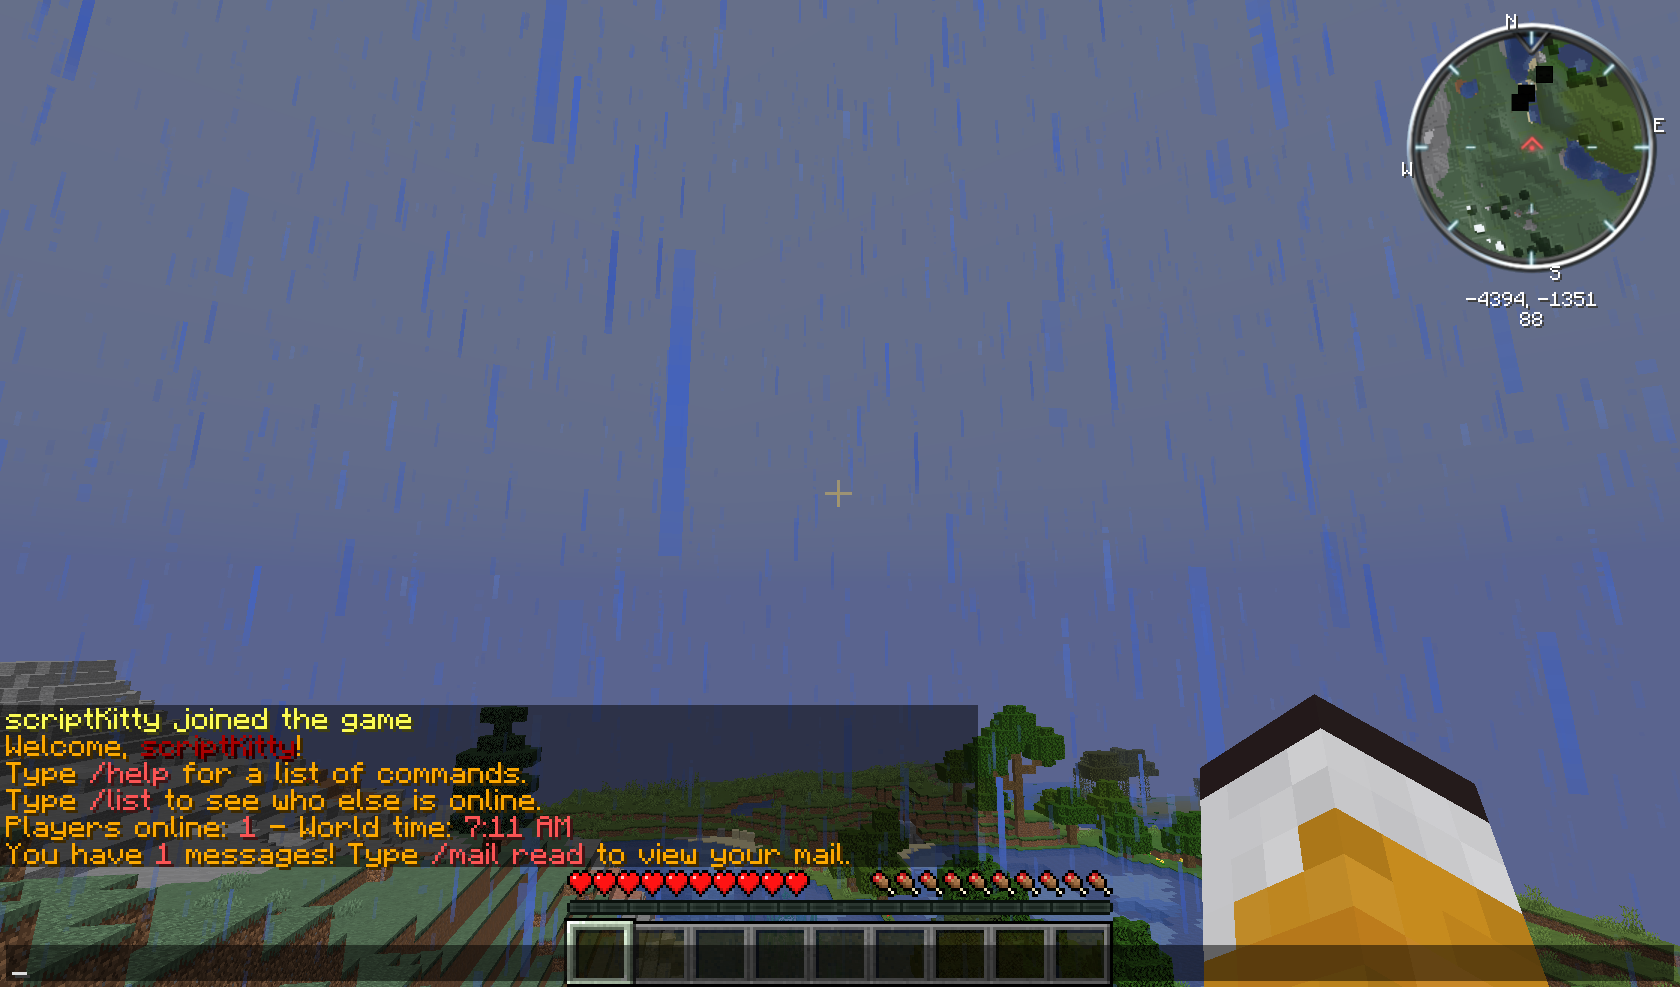 N
E
W
S
-4394, -1351
88
scriptKitty joined the game
Welcome, scriptKitty!
Type /help for a list of commands.
Type /list to see who else is online.
Players online: 1 - World time: 7:11 AM
You have 1 messages! Type /mail read to view your mail.
_